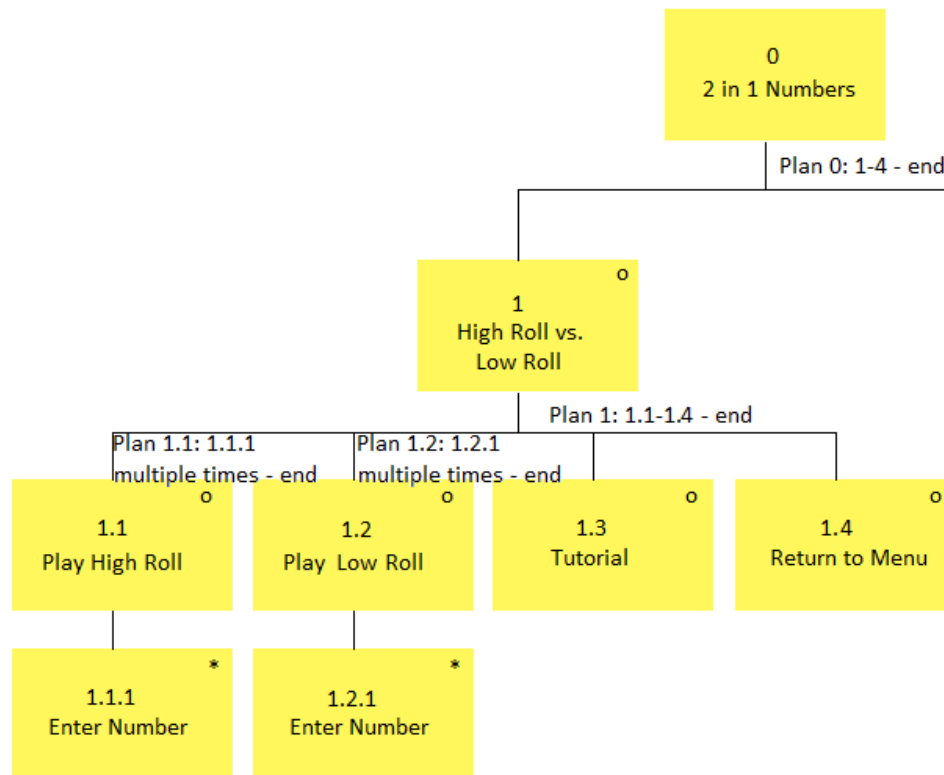 0
2 in 1 Numbers
Plan 0: 1-4 - end
o
1
High Roll vs.
Low Roll
Plan 1: 1.1-1.4 - end
Plan 1.1: 1.1.1
multiple times - end
Plan 1.2: 1.2.1
multiple times - end
o
1.1
Play High Roll
o
1.2
Play Low Roll
o
1.3
Tutorial
o
1.4
Return to Menu
*
1.1.1
Enter Number
*
1.2.1
Enter Number